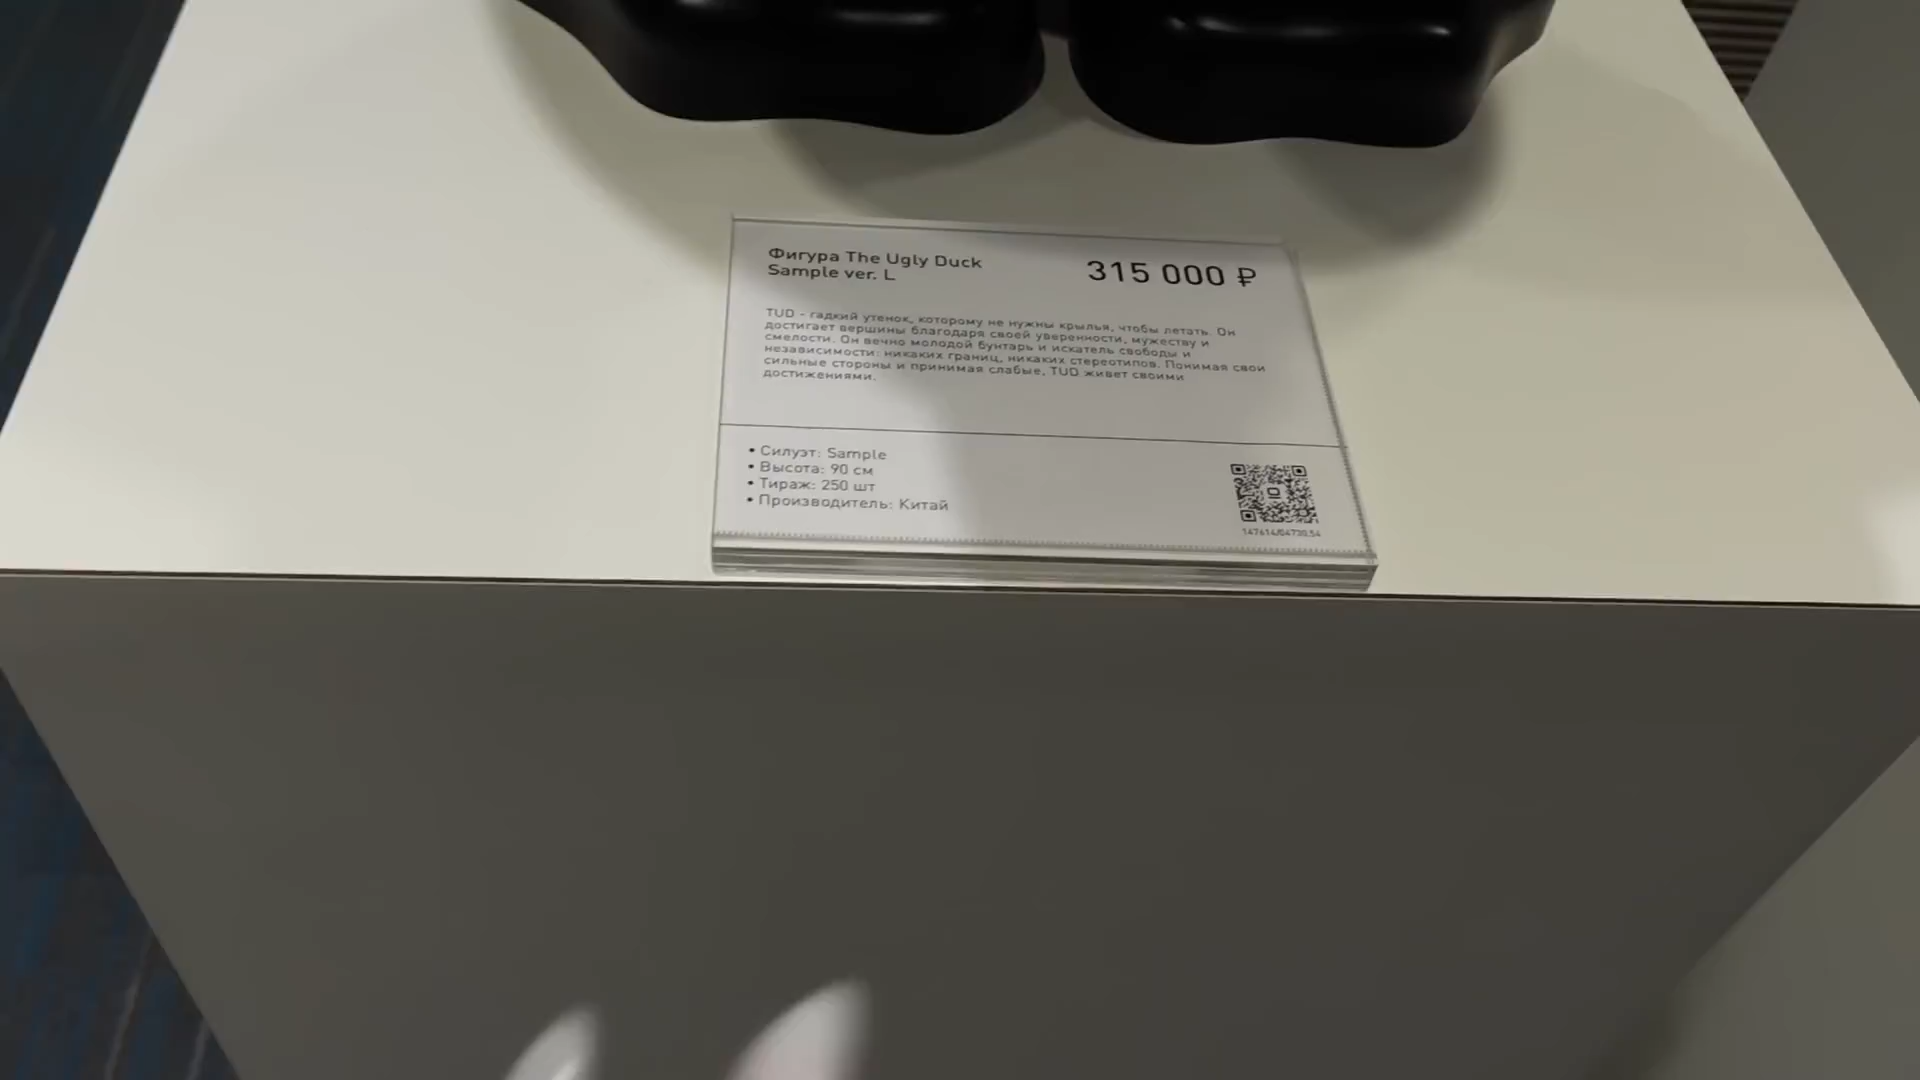 Фигура The Ugly Duck
Sample ver. L
315 000 ₽
TUD - гадкий утенок, которому не нужны крылья, чтобы летать. Он
достигает вершины благодаря своей уверенности, мужеству и
смелости. Он вечно молодой бунтарь и искатель свободы и
независимости: никаких границ, никаких стереотипов. Понимая свои
сильные стороны и принимая слабые, TUD живет своими
достижениями.
• Силуэт: Sample
• Высота: 90 см
• Тираж: 250 шт
• Производитель: Китай